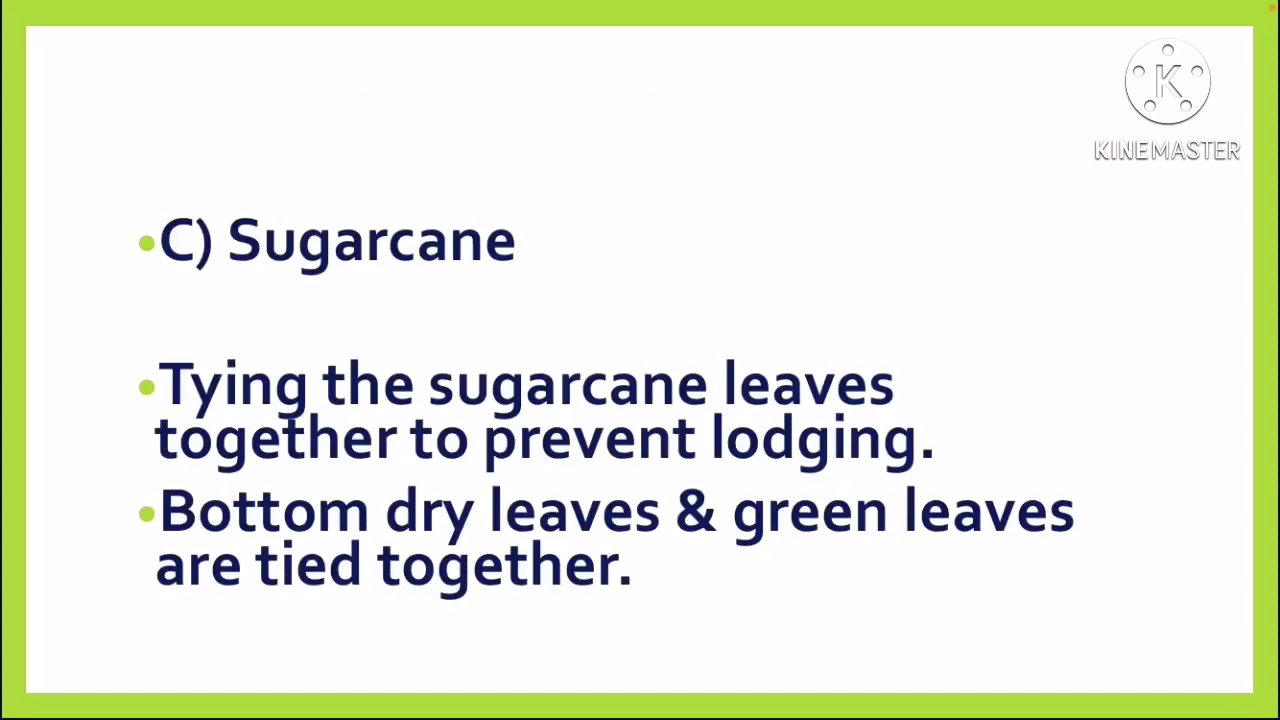 K
KINEMASTER
•C) Sugarcane
•Tying the sugarcane leaves
together to prevent lodging.
•Bottom dry leaves & green leaves
are tied together.